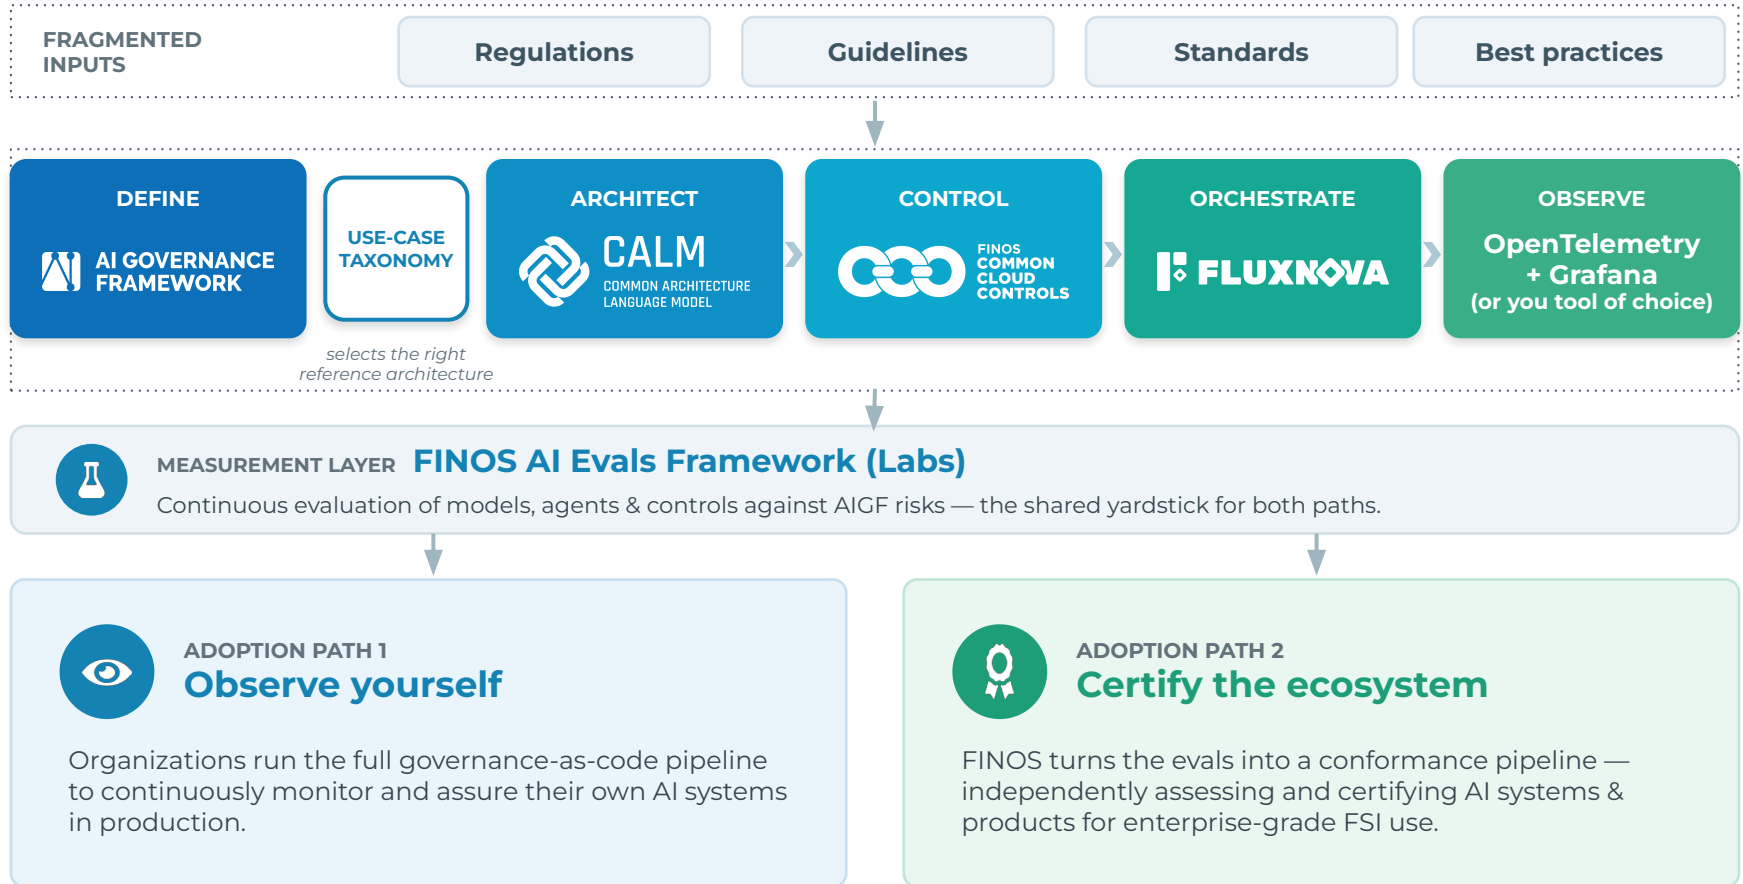 FRAGMENTED
INPUTS
Regulations
Guidelines
Standards
Best practices
DEFINE
AI GOVERNANCE
FRAMEWORK
USE-CASE
TAXONOMY
selects the right
reference architecture
ARCHITECT
CALM
COMMON ARCHITECTURE
LANGUAGE MODEL
CONTROL
FINOS
COMMON
CLOUD
CONTROLS
ORCHESTRATE
FLUXNOVA
OBSERVE
OpenTelemetry
+ Grafana
(or you tool of choice)
MEASUREMENT LAYER FINOS AI Evals Framework (Labs)
Continuous evaluation of models, agents & controls against AIGF risks — the shared yardstick for both paths.
ADOPTION PATH 1
Observe yourself
Organizations run the full governance-as-code pipeline
to continuously monitor and assure their own AI systems
in production.
ADOPTION PATH 2
Certify the ecosystem
FINOS turns the evals into a conformance pipeline —
independently assessing and certifying AI systems &
products for enterprise-grade FSI use.